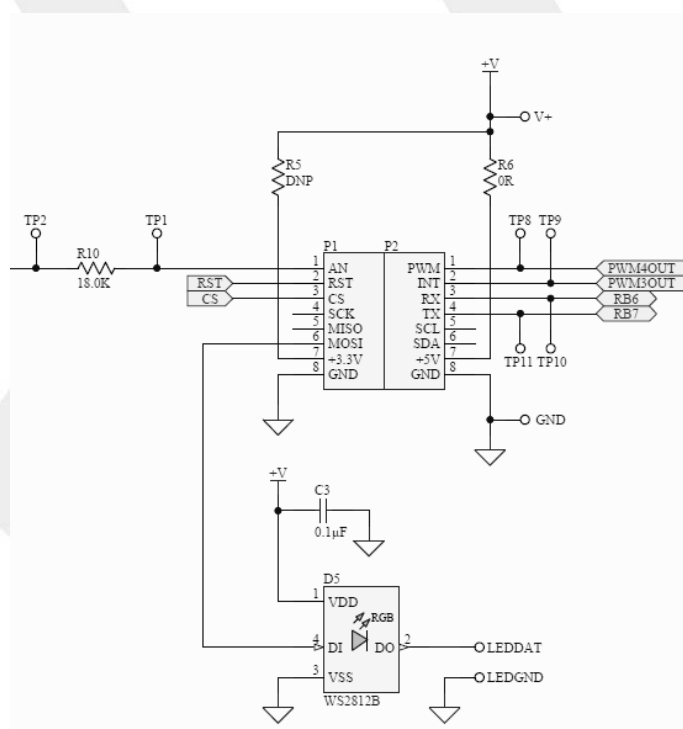 +V
V+
R5
DNP
R6
0R
TP2
TP1
TP8
TP9
R10
18.0K
P1
P2
1
AN
PWM
1
PWM4OUT
RST
2
RST
INT
2
PWM3OUT
CS
3
CS
RX
3
RB6
4
SCK
TX
4
RB7
5
MISO
SCL
5
6
MOSI
SDA
6
7
+3.3V
+5V
7
8
GND
GND
8
TP11
TP10
GND
+V
C3
0.1µF
D5
1
VDD
RGB
4
DI
DO
2
LEDDAT
3
VSS
LEDGND
WS2812B